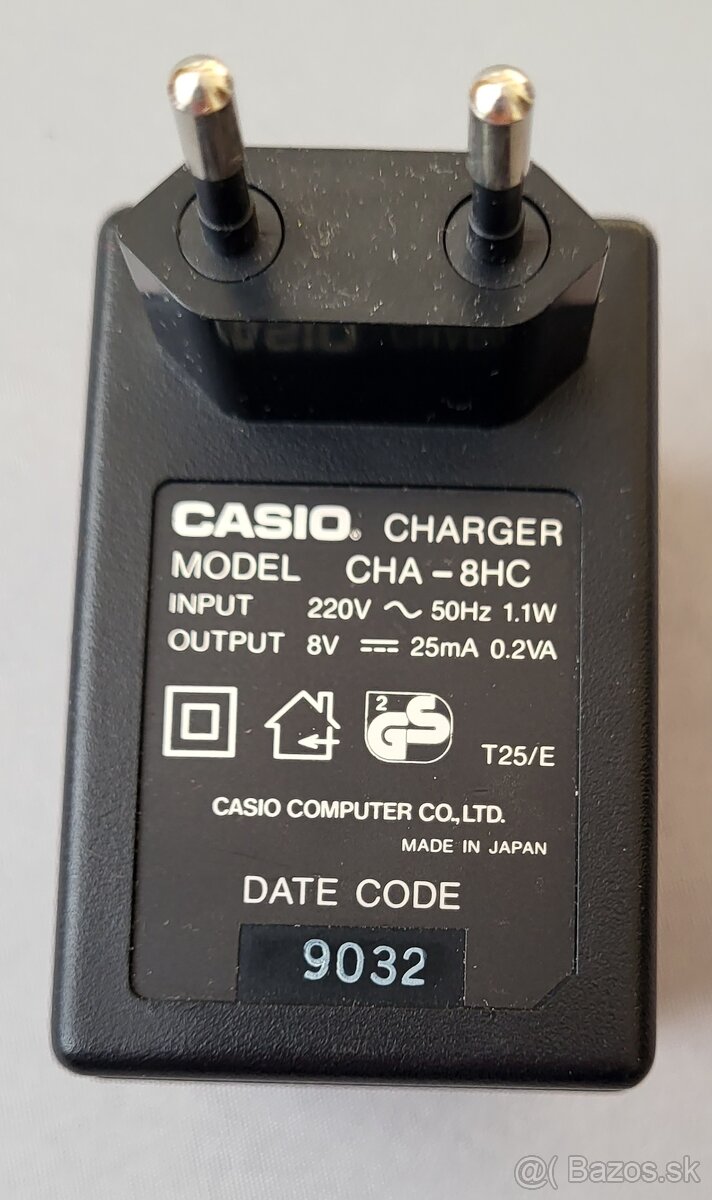 CASIO® CHARGER
MODEL CHA-8HC
INPUT 220V ~ 50Hz 1.1W
OUTPUT 8V ⎓ 25mA 0.2VA
2 GS
T25/E
CASIO COMPUTER CO.,LTD.
MADE IN JAPAN
DATE CODE
9032
@( Bazos.sk